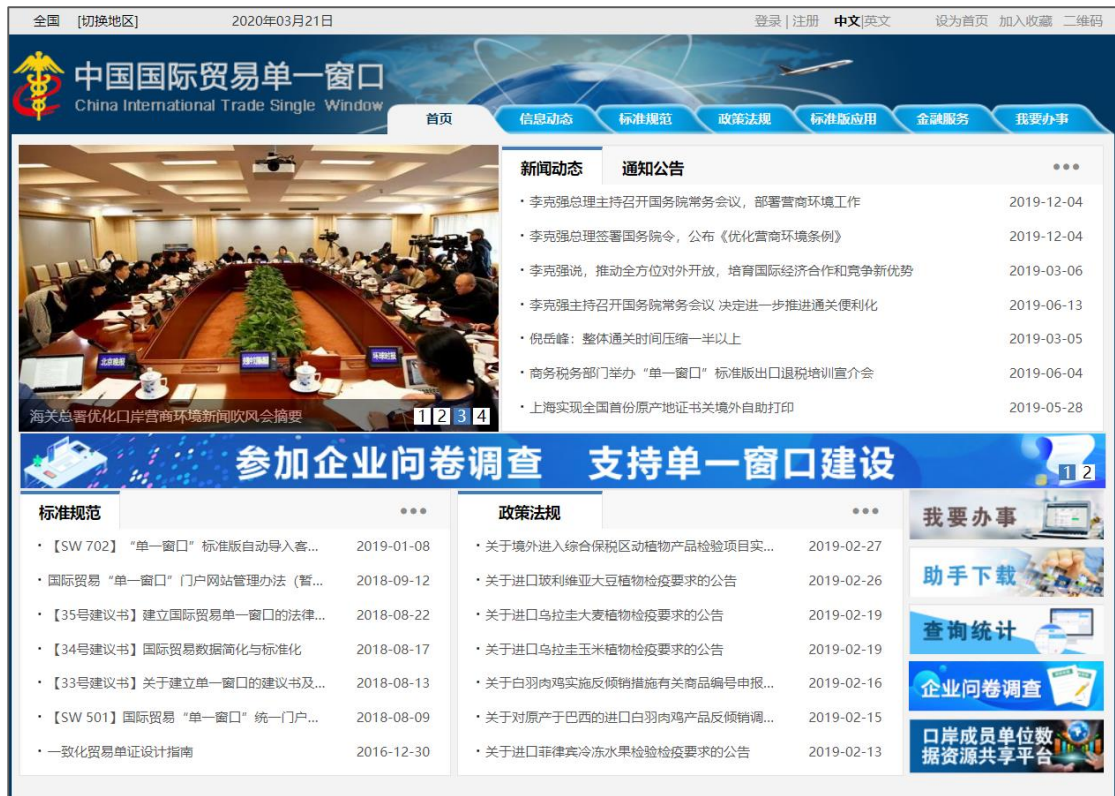 全国 [切换地区] 2020年03月21日 登录 | 注册 中文|英文 设为首页 加入收藏 二维码
中国国际贸易单一窗口
China International Trade Single Window
首页 信息动态 标准规范 政策法规 标准版应用 金融服务 我要办事
北京晚报
环球时报
海关总署优化口岸营商环境新闻吹风会摘要
1 2 3 4
新闻动态 通知公告 •••
· 李克强总理主持召开国务院常务会议，部署营商环境工作 2019-12-04
· 李克强总理签署国务院令，公布《优化营商环境条例》 2019-12-04
· 李克强说，推动全方位对外开放，培育国际经济合作和竞争新优势 2019-03-06
· 李克强主持召开国务院常务会议 决定进一步推进通关便利化 2019-06-13
· 倪岳峰：整体通关时间压缩一半以上 2019-03-05
· 商务税务部门举办“单一窗口”标准版出口退税培训宣介会 2019-06-04
· 上海实现全国首份原产地证书关境外自助打印 2019-05-28
参加企业问卷调查 支持单一窗口建设
1 2
标准规范 •••
· 【SW 702】“单一窗口”标准版自动导入客... 2019-01-08
· 国际贸易“单一窗口”门户网站管理办法（暂... 2018-09-12
· 【35号建议书】建立国际贸易单一窗口的法律... 2018-08-22
· 【34号建议书】国际贸易数据简化与标准化 2018-08-17
· 【33号建议书】关于建立单一窗口的建议书及... 2018-08-13
· 【SW 501】国际贸易“单一窗口”统一门户... 2018-08-09
· 一致化贸易单证设计指南 2016-12-30
政策法规 •••
· 关于境外进入综合保税区动植物产品检验项目实... 2019-02-27
· 关于进口玻利维亚大豆植物检疫要求的公告 2019-02-26
· 关于进口乌拉圭大麦植物检疫要求的公告 2019-02-19
· 关于进口乌拉圭玉米植物检疫要求的公告 2019-02-19
· 关于白羽肉鸡实施反倾销措施有关商品编号申报... 2019-02-16
· 关于对原产于巴西的进口白羽肉鸡产品反倾销调... 2019-02-15
· 关于进口菲律宾冷冻水果检验检疫要求的公告 2019-02-13
我要办事
助手下载
查询统计
企业问卷调查
口岸成员单位数
据资源共享平台